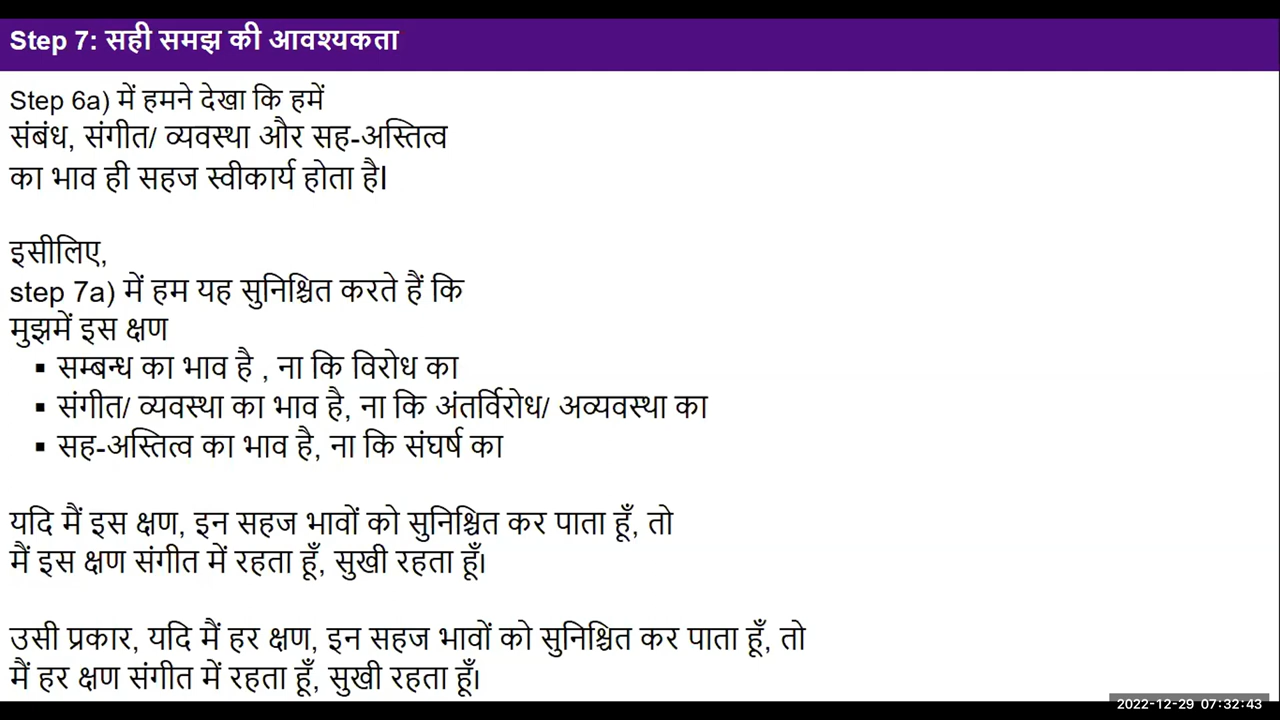 Step 7: सही समझ की आवश्यकता
Step 6a) में हमने देखा कि हमें
संबंध, संगीत/ व्यवस्था और सह-अस्तित्व
का भाव ही सहज स्वीकार्य होता है।
इसीलिए,
step 7a) में हम यह सुनिश्चित करते हैं कि
मुझमें इस क्षण
▪ सम्बन्ध का भाव है , ना कि विरोध का
▪ संगीत/ व्यवस्था का भाव है, ना कि अंतर्विरोध/ अव्यवस्था का
▪ सह-अस्तित्व का भाव है, ना कि संघर्ष का
यदि मैं इस क्षण, इन सहज भावों को सुनिश्चित कर पाता हूँ, तो
मैं इस क्षण संगीत में रहता हूँ, सुखी रहता हूँ।
उसी प्रकार, यदि मैं हर क्षण, इन सहज भावों को सुनिश्चित कर पाता हूँ, तो
मैं हर क्षण संगीत में रहता हूँ, सुखी रहता हूँ।
2022-12-29 07:32:43